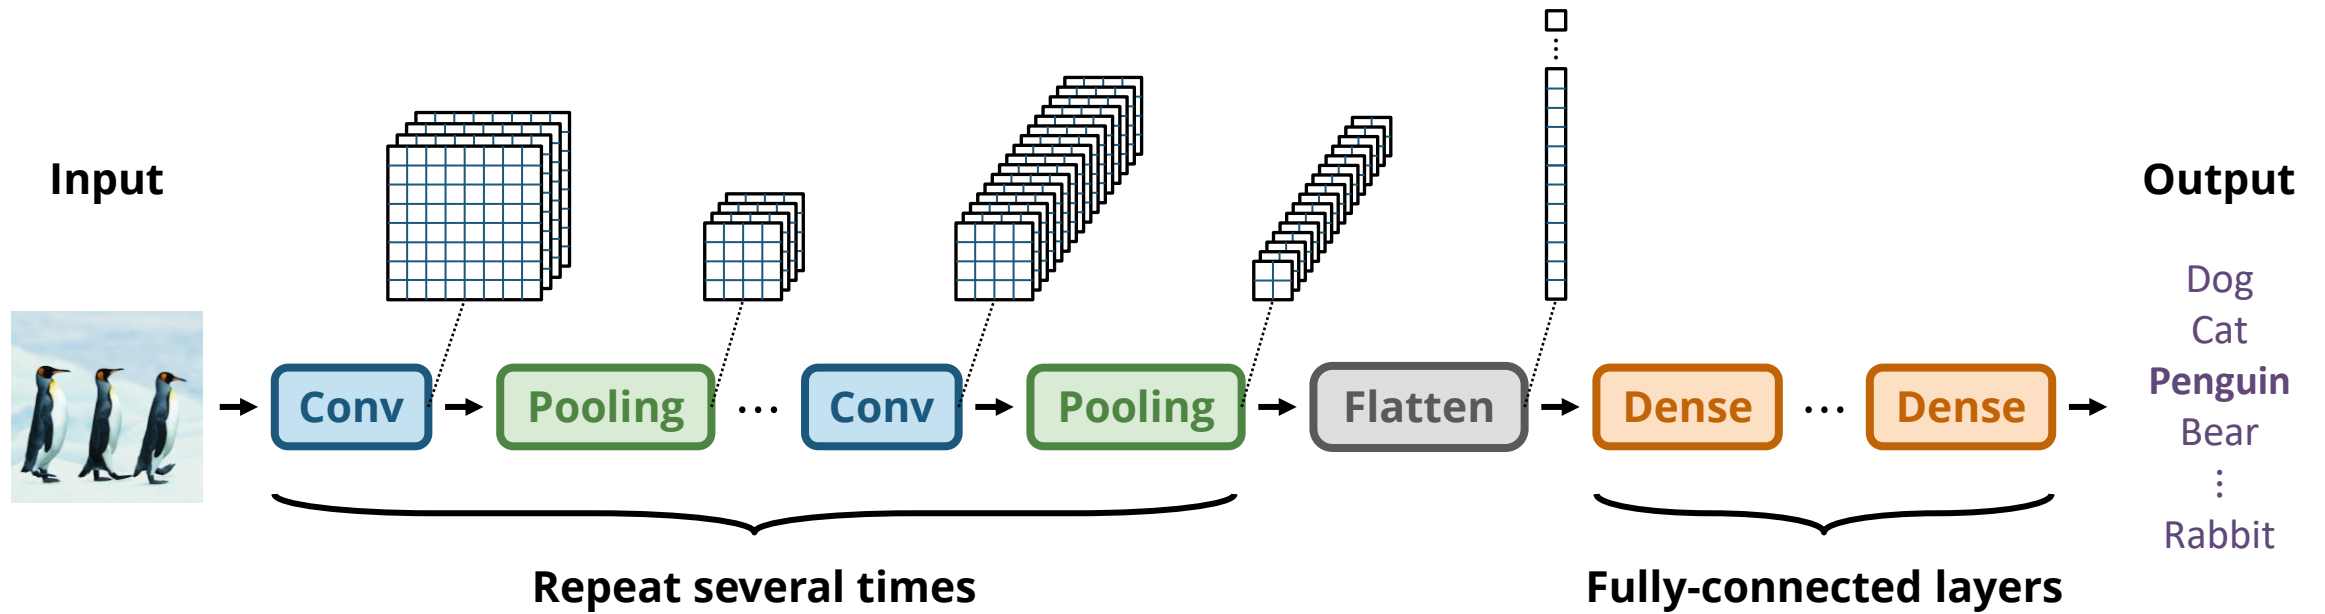 Input
Output
Conv
Pooling
...
Conv
Pooling
Flatten
Dense
...
Dense
Dog
Cat
Penguin
Bear
⋮
Rabbit
Repeat several times
Fully-connected layers